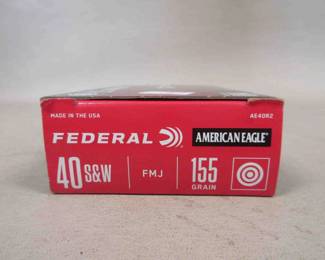 MADE IN THE USA AE40R2
FEDERAL AMERICAN EAGLE
40 S&W FMJ 155 GRAIN